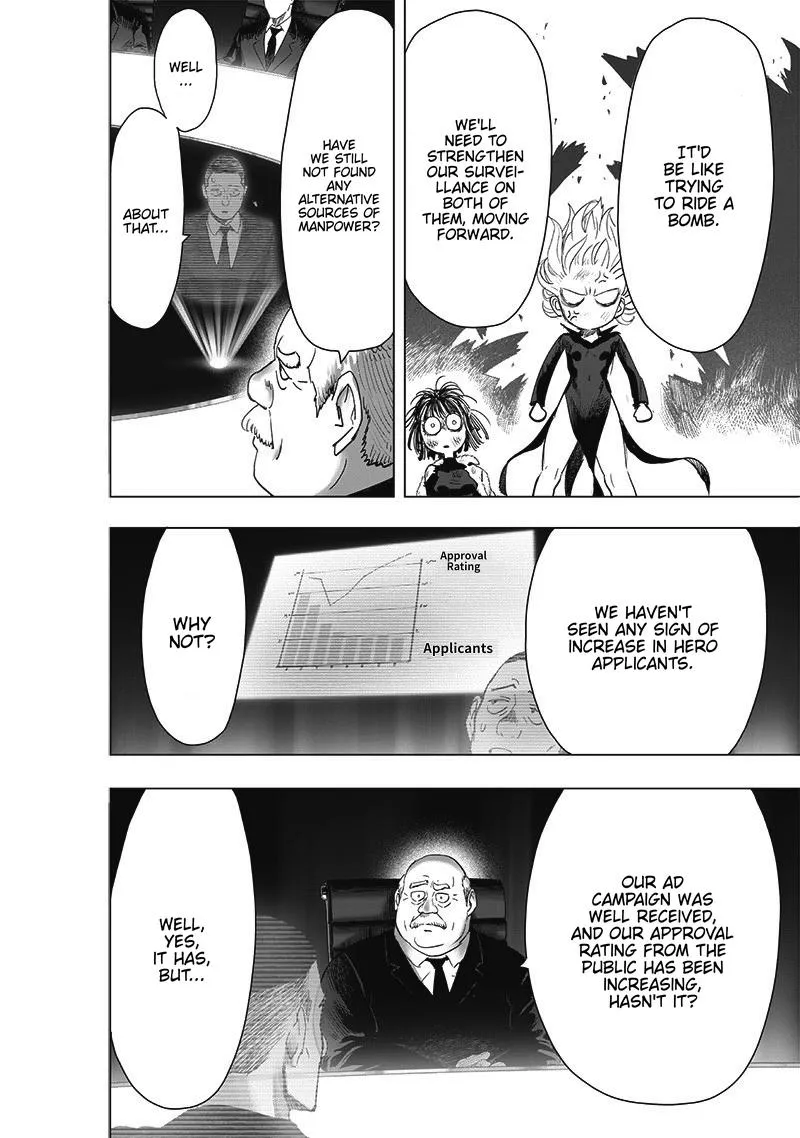 IT'D
BE LIKE
TRYING
TO RIDE A
BOMB.
WE'LL
NEED TO
STRENGTHEN
OUR SURVEI-
LLANCE ON
BOTH OF
THEM, MOVING
FORWARD.
HAVE
WE STILL
NOT FOUND
ANY
ALTERNATIVE
SOURCES OF
MANPOWER?
WELL
...
ABOUT
THAT...
WE HAVEN'T
SEEN ANY SIGN OF
INCREASE IN HERO
APPLICANTS.
Approval
Rating
Applicants
WHY
NOT?
OUR AD
CAMPAIGN WAS
WELL RECEIVED,
AND OUR APPROVAL
RATING FROM THE
PUBLIC HAS BEEN
INCREASING,
HASN'T IT?
WELL,
YES,
IT HAS,
BUT...